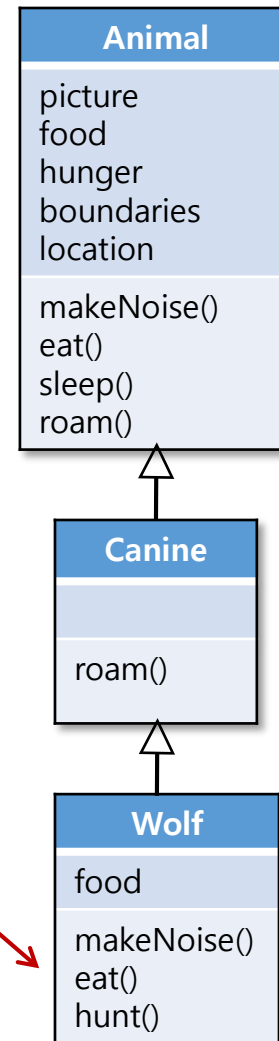 Animal
picture
food
hunger
boundaries
location
makeNoise()
eat()
sleep()
roam()
Canine
roam()
Wolf
food
makeNoise()
eat()
hunt()